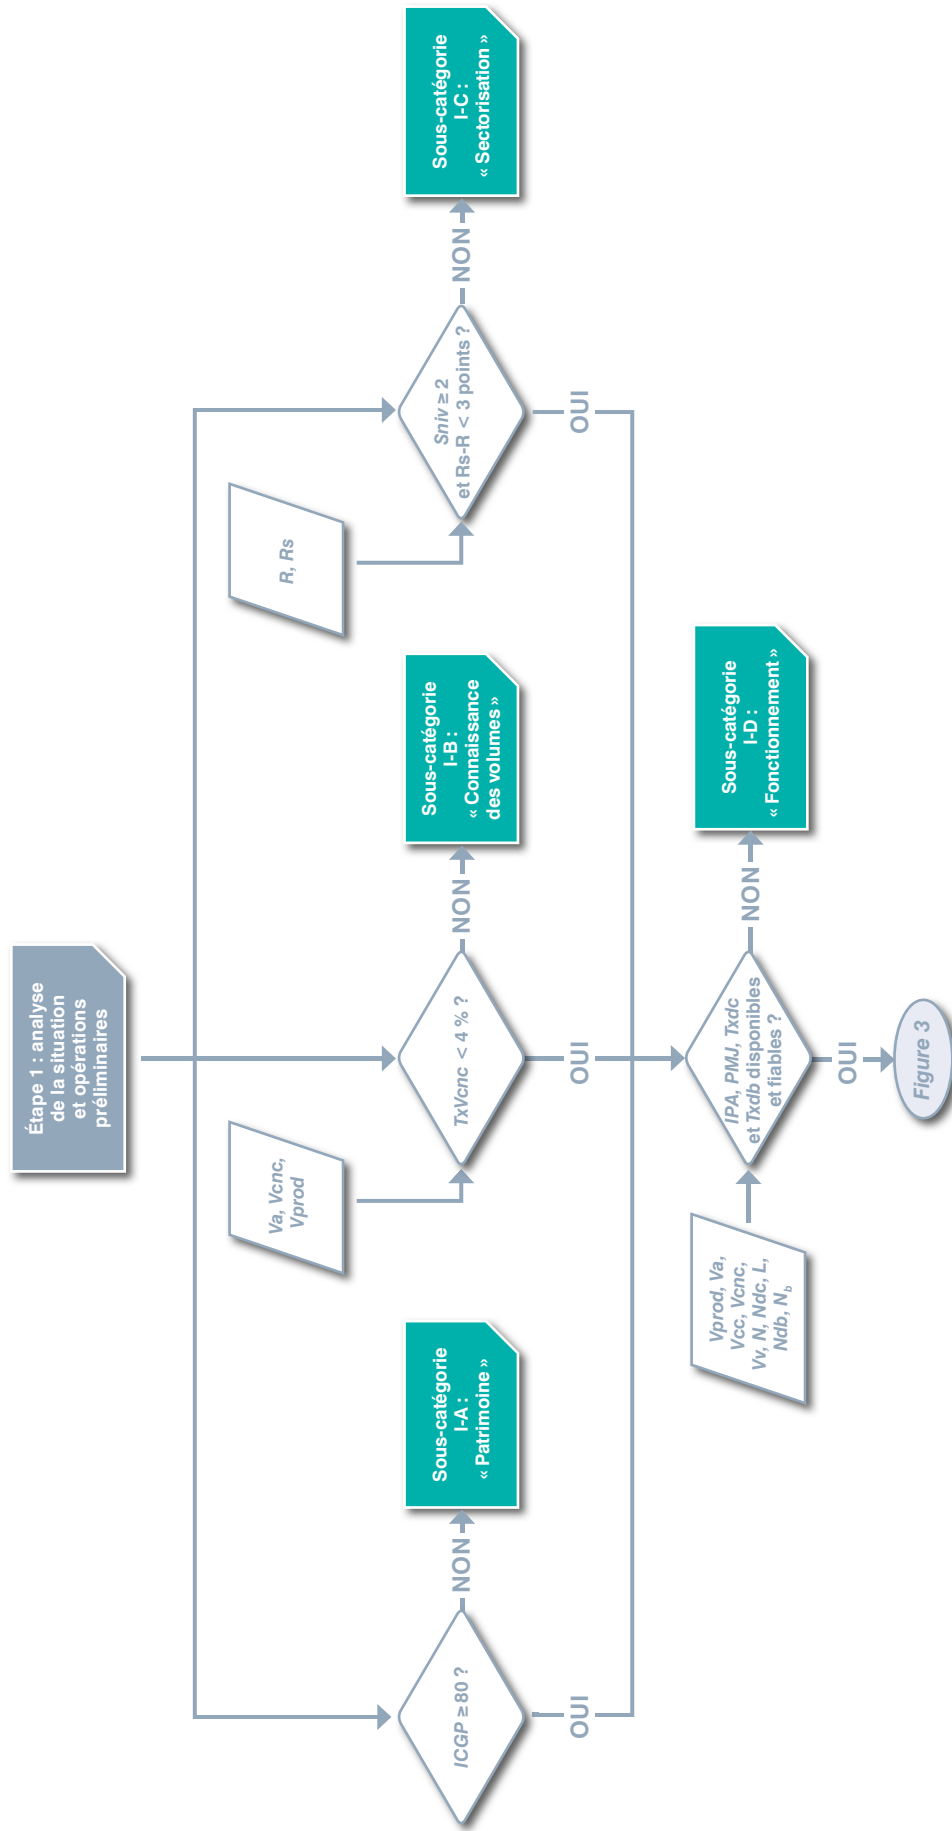 Étape 1 : analyse
de la situation
et opérations
préliminaires
Va, Vcnc,
Vprod
R, Rs
ICGP ≥ 80 ?
NON
Sous-catégorie
I-A :
« Patrimoine »
TxVcnc < 4 % ?
NON
Sous-catégorie
I-B :
« Connaissance
des volumes »
Sniv ≥ 2
et Rs-R < 3 points ?
NON
Sous-catégorie
I-C :
« Sectorisation »
OUI
OUI
OUI
Vprod, Va,
Vcc, Vcnc,
Vv, N, Ndc, L,
Ndb, Nb
IPA, PMJ, Txdc
et Txdb disponibles
et fiables ?
NON
Sous-catégorie
I-D :
« Fonctionnement »
OUI
Figure 3